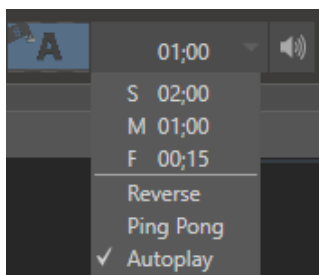 A 01;00
S 02;00
M 01;00
F 00;15
Reverse
Ping Pong
Autoplay